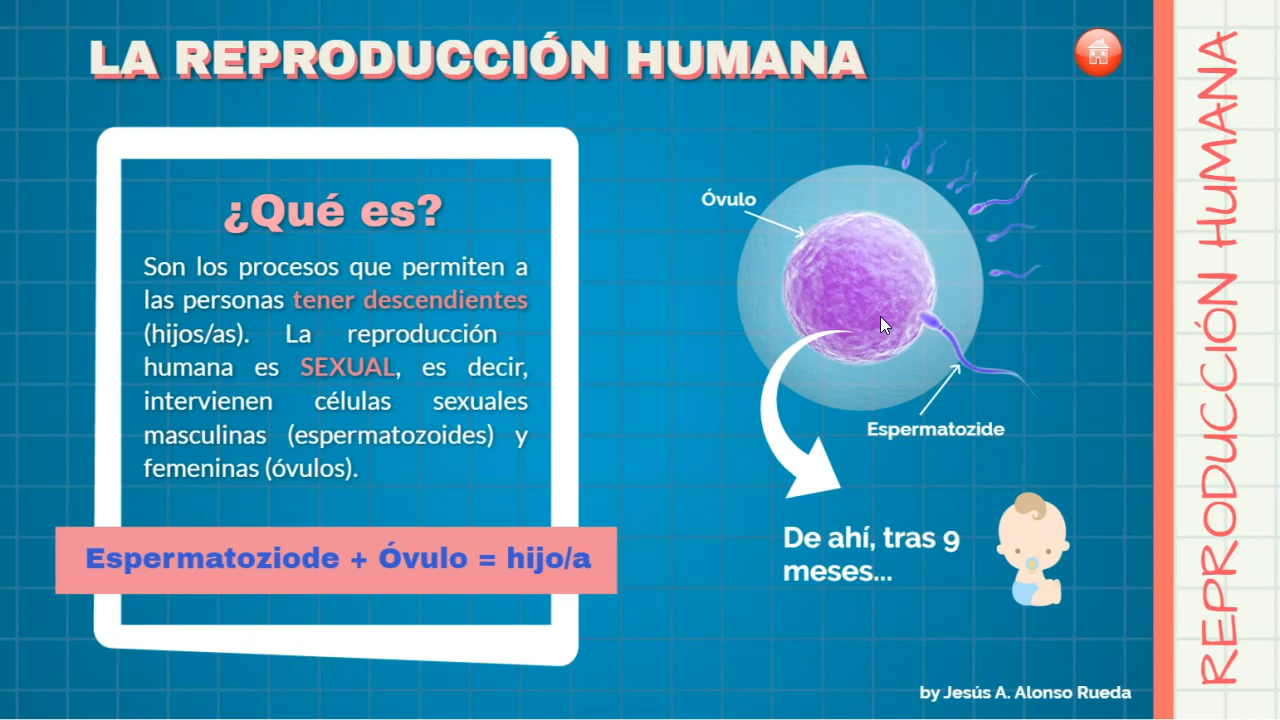 LA REPRODUCCIÓN HUMANA
¿Qué es?
Son los procesos que permiten a
las personas tener descendientes
(hijos/as). La reproducción
humana es SEXUAL, es decir,
intervienen células sexuales
masculinas (espermatozoides) y
femeninas (óvulos).
Espermatoziode + Óvulo = hijo/a
Óvulo
Espermatozide
De ahí, tras 9
meses...
by Jesús A. Alonso Rueda
REPRODUCCIÓN HUMANA